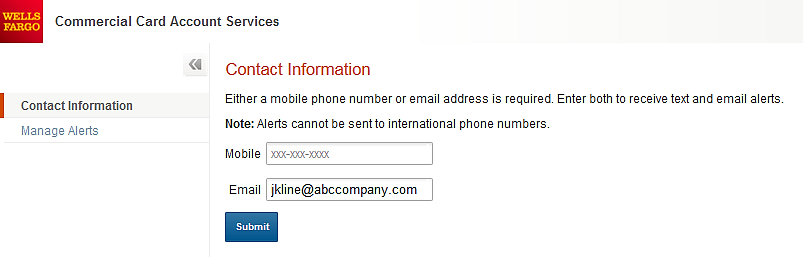 WELLS
FARGO
Commercial Card Account Services
Contact Information
Manage Alerts
Contact Information
Either a mobile phone number or email address is required. Enter both to receive text and email alerts.
Note: Alerts cannot be sent to international phone numbers.
Mobile xxx-xxx-xxxx
Email jkline@abccompany.com
Submit